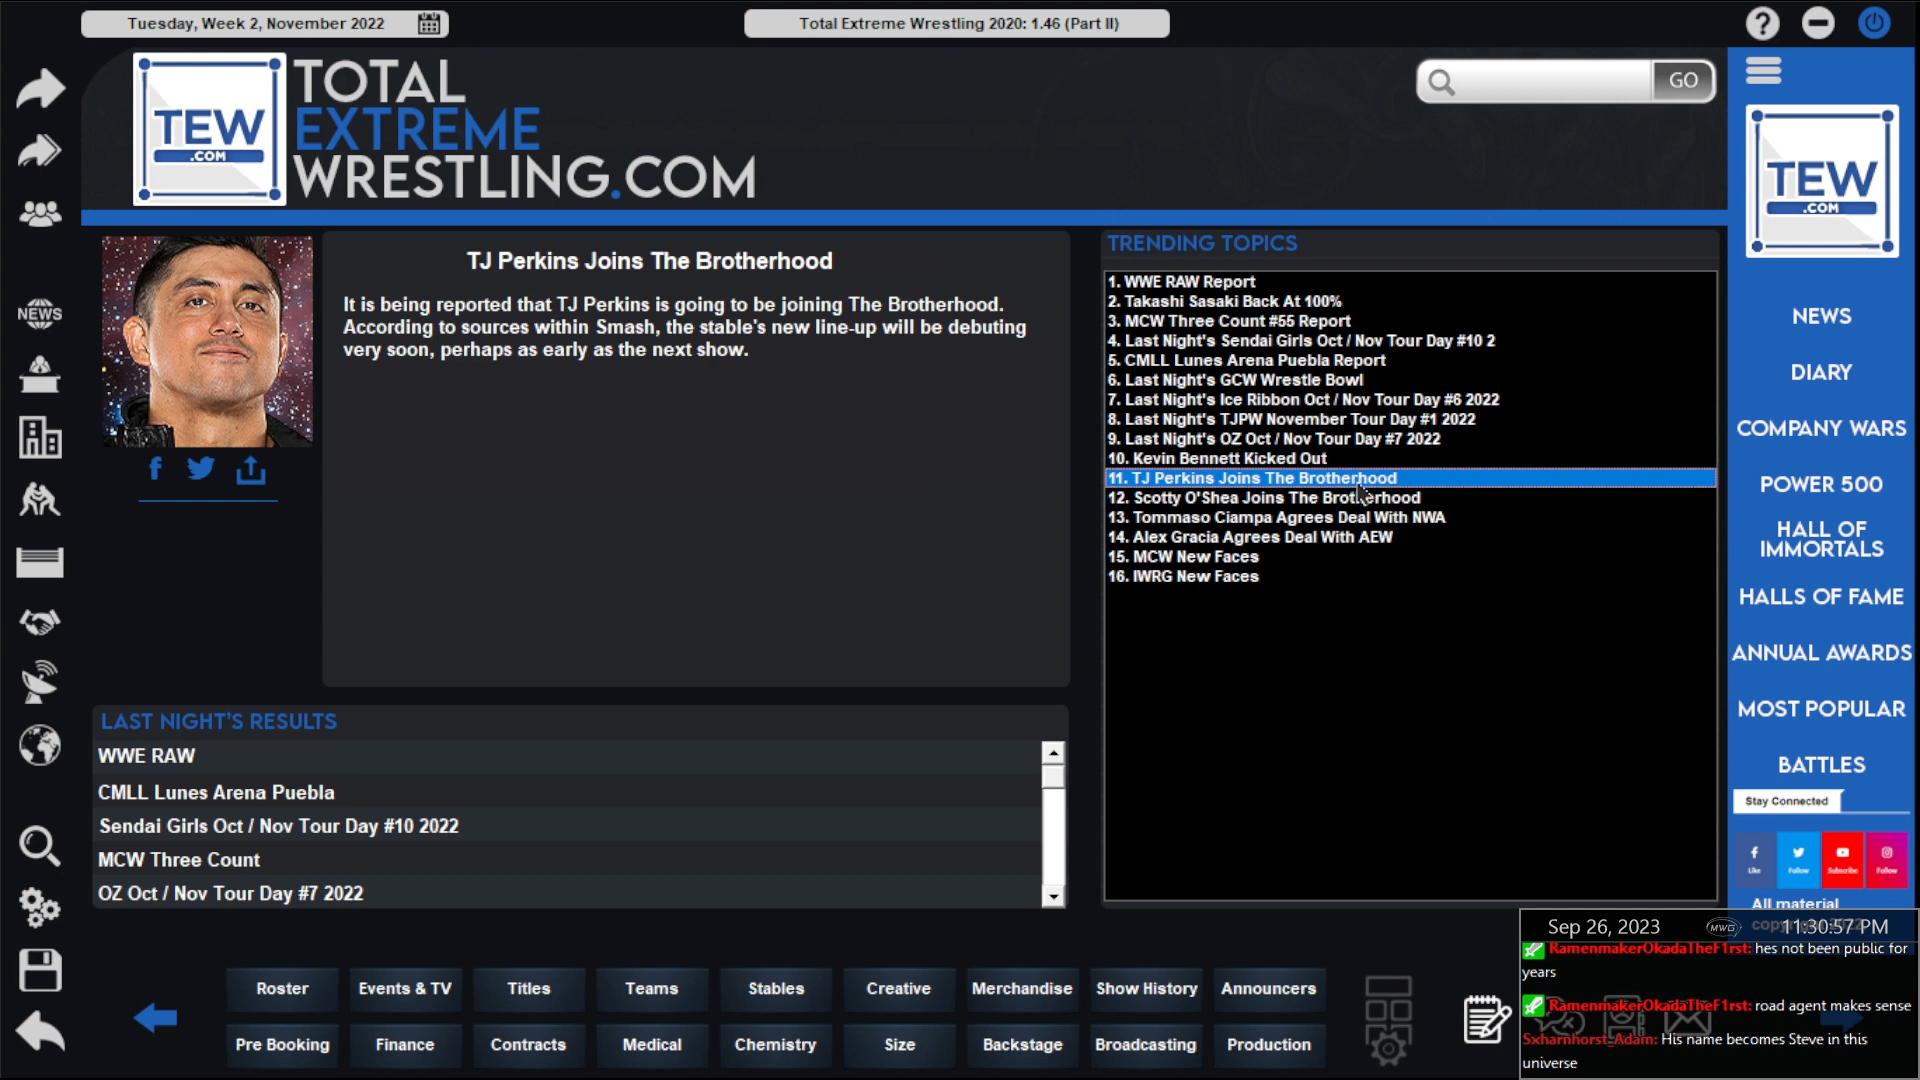 Tuesday, Week 2, November 2022
Total Extreme Wrestling 2020: 1.46 (Part II)
?
TEW
.COM
TOTAL
EXTREME
WRESTLING.COM
GO
TEW
.COM
NEWS
TJ Perkins Joins The Brotherhood
It is being reported that TJ Perkins is going to be joining The Brotherhood.
According to sources within Smash, the stable's new line-up will be debuting
very soon, perhaps as early as the next show.
TRENDING TOPICS
1. WWE RAW Report
2. Takashi Sasaki Back At 100%
3. MCW Three Count #55 Report
4. Last Night's Sendai Girls Oct / Nov Tour Day #10 2
5. CMLL Lunes Arena Puebla Report
6. Last Night's GCW Wrestle Bowl
7. Last Night's Ice Ribbon Oct / Nov Tour Day #6 2022
8. Last Night's TJPW November Tour Day #1 2022
9. Last Night's OZ Oct / Nov Tour Day #7 2022
10. Kevin Bennett Kicked Out
11. TJ Perkins Joins The Brotherhood
12. Scotty O'Shea Joins The Brotherhood
13. Tommaso Ciampa Agrees Deal With NWA
14. Alex Gracia Agrees Deal With AEW
15. MCW New Faces
16. IWRG New Faces
NEWS
DIARY
COMPANY WARS
POWER 500
HALL OF
IMMORTALS
HALLS OF FAME
ANNUAL AWARDS
MOST POPULAR
BATTLES
Stay Connected
Like
Follow
Subscribe
Follow
All material
LAST NIGHT'S RESULTS
WWE RAW
CMLL Lunes Arena Puebla
Sendai Girls Oct / Nov Tour Day #10 2022
MCW Three Count
OZ Oct / Nov Tour Day #7 2022
Roster
Events & TV
Titles
Teams
Stables
Creative
Merchandise
Show History
Announcers
Pre Booking
Finance
Contracts
Medical
Chemistry
Size
Backstage
Broadcasting
Production
Sep 26, 2023
MWG
11:30:57 PM
RamenmakerOkadaTheF1rst: hes not been public for
years
RamenmakerOkadaTheF1rst: road agent makes sense
Sxharnhorst_Adam: His name becomes Steve in this
universe